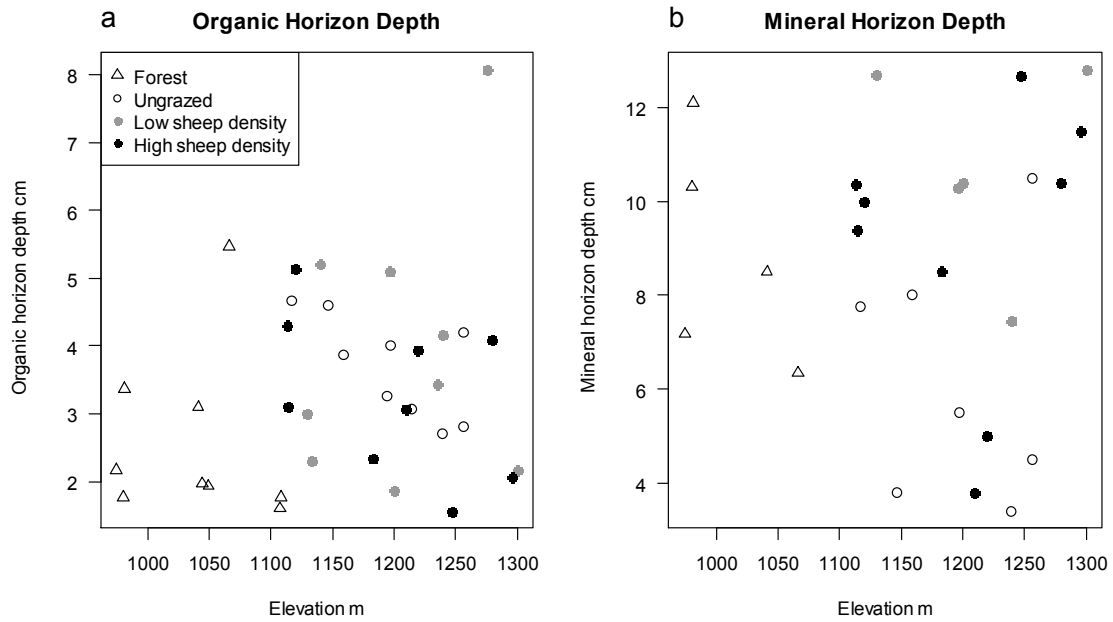 a
Organic Horizon Depth
Forest
Ungrazed
Low sheep density
High sheep density
8
7
6
5
4
3
2
Organic horizon depth cm
1000 1050 1100 1150 1200 1250 1300
Elevation m
b
Mineral Horizon Depth
12
10
8
6
4
Mineral horizon depth cm
1000 1050 1100 1150 1200 1250 1300
Elevation m